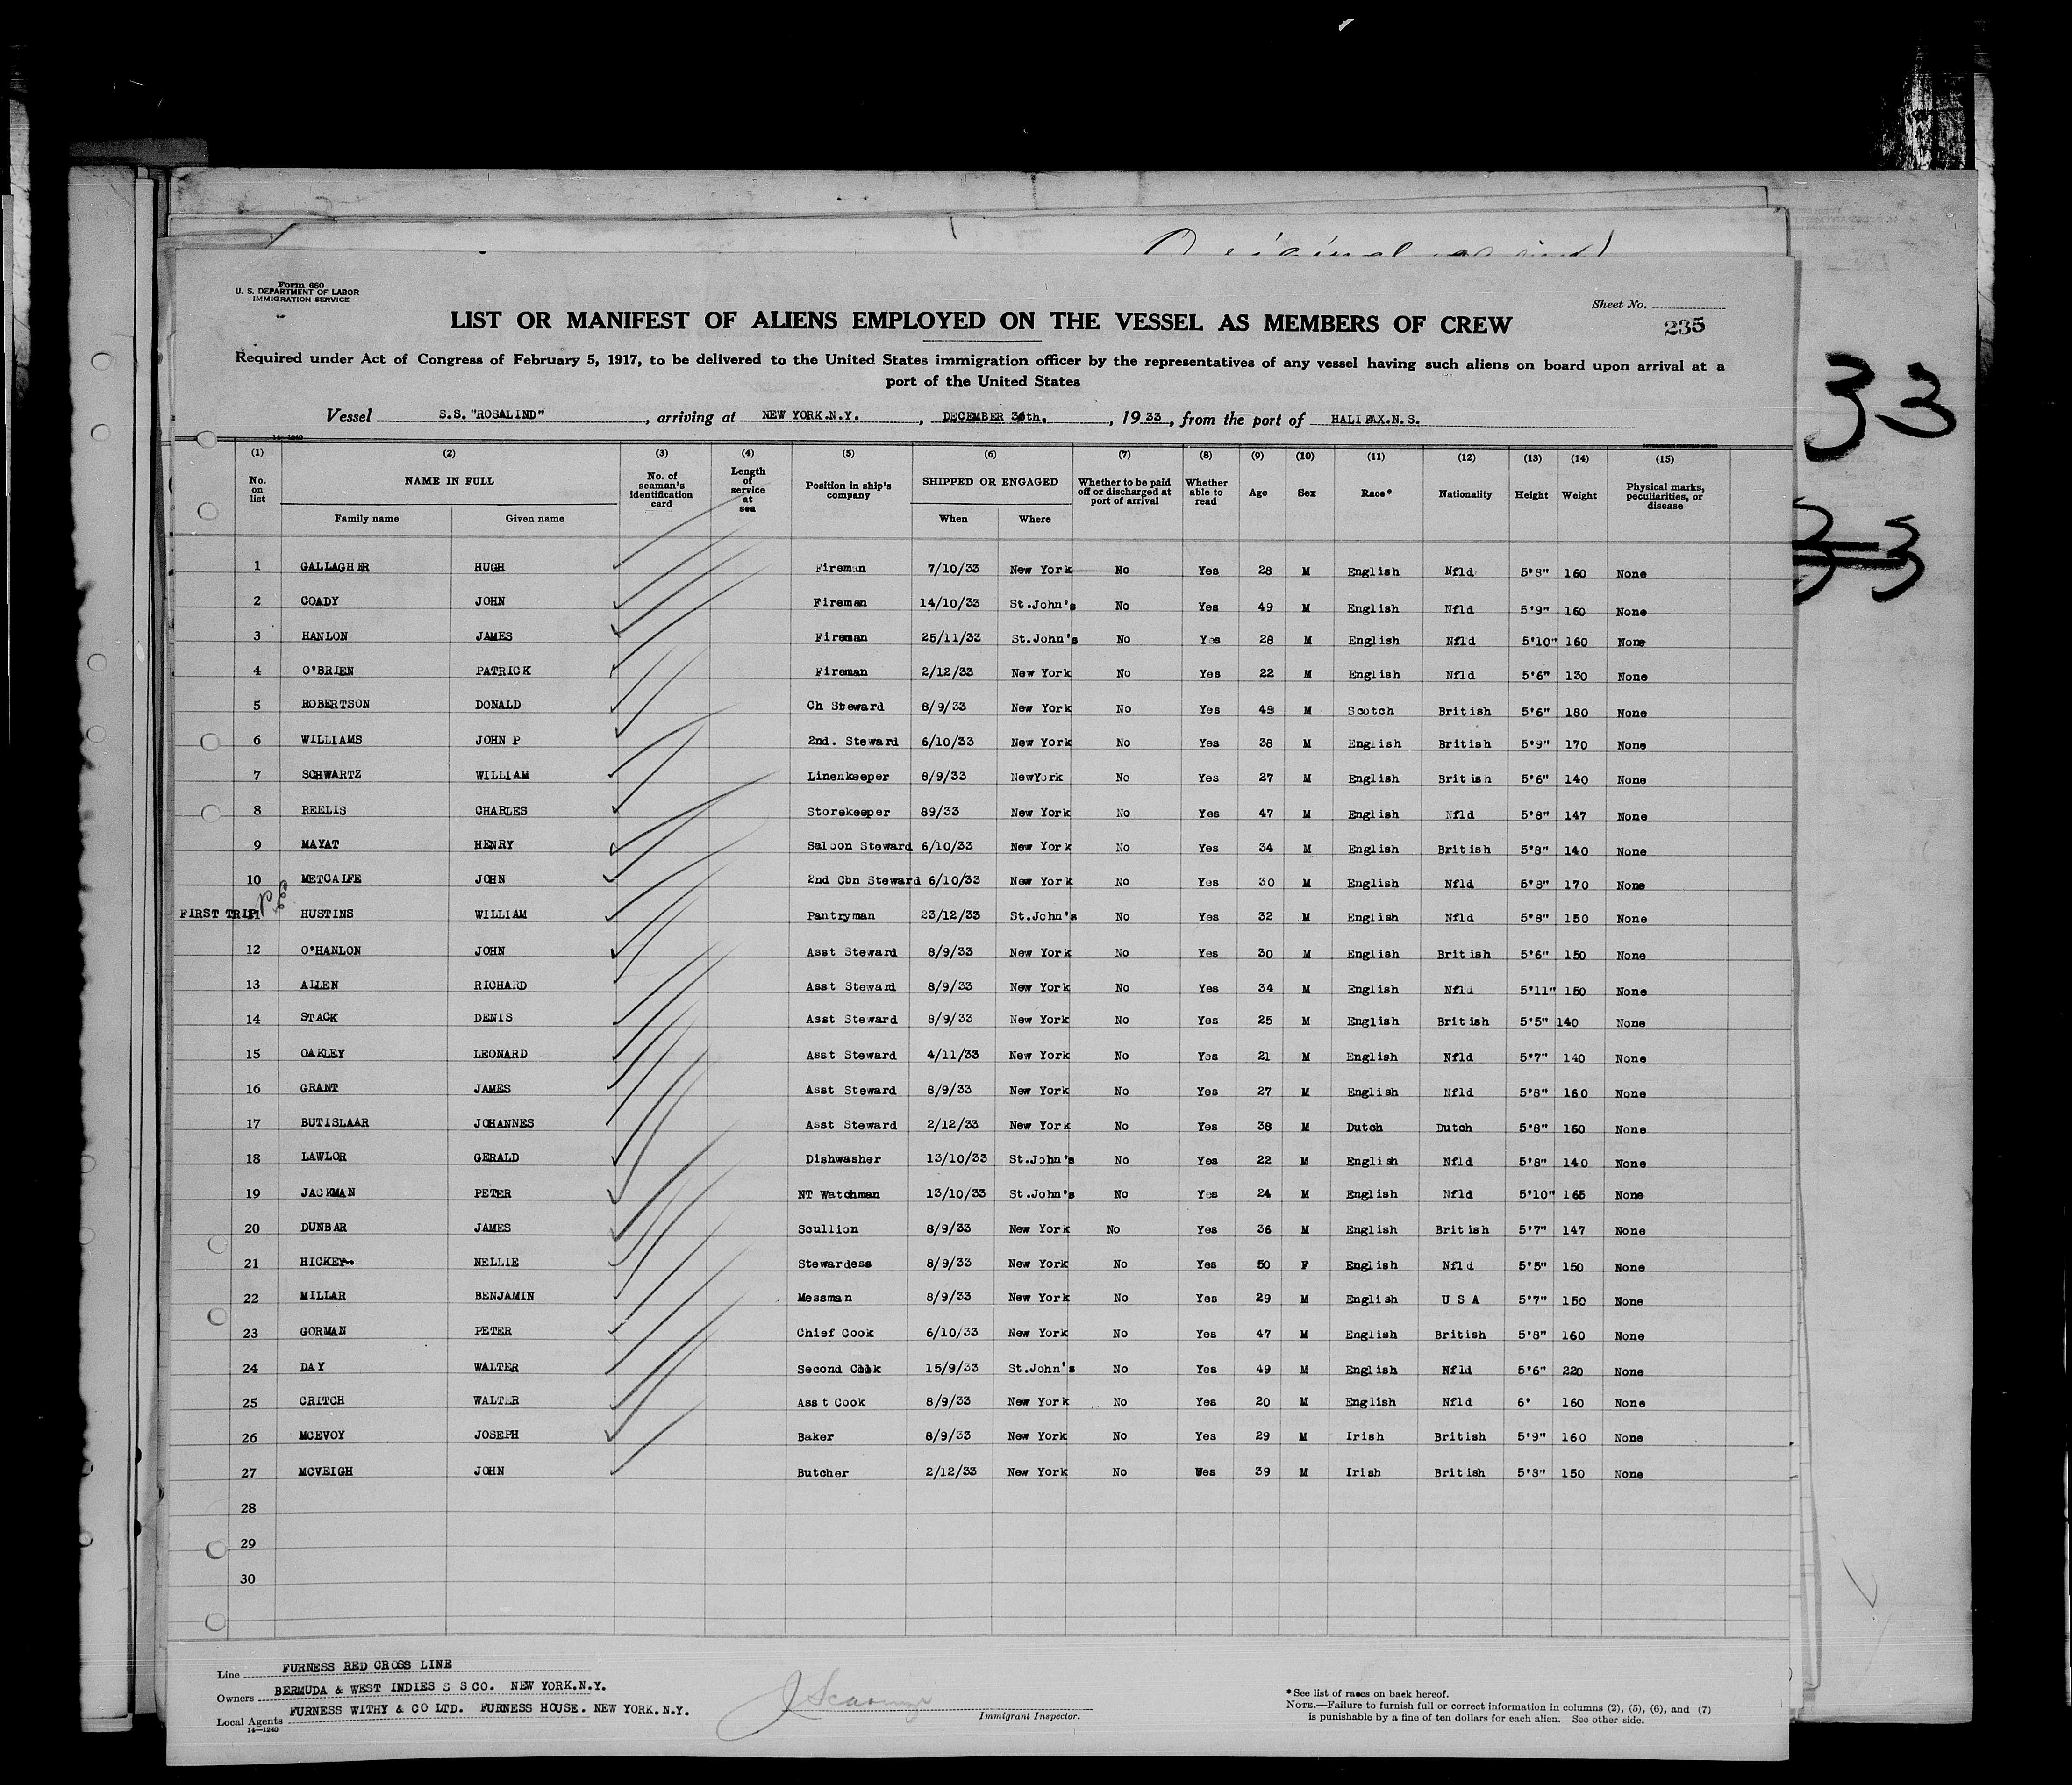 Form 680
U. S. DEPARTMENT OF LABOR
IMMIGRATION SERVICE
Sheet No.
235
LIST OR MANIFEST OF ALIENS EMPLOYED ON THE VESSEL AS MEMBERS OF CREW
Required under Act of Congress of February 5, 1917, to be delivered to the United States immigration officer by the representatives of any vessel having such aliens on board upon arrival at a
port of the United States
Vessel S.S. "ROSALIND", arriving at NEW YORK.N.Y., DECEMBER 30th., 1933, from the port of HALIFAX.N.S.
14—1240
(1) (2) (3) (4) (5) (6) (7) (8) (9) (10) (11) (12) (13) (14) (15)
No. on list NAME IN FULL No. of seaman's identification card Length of service at sea Position in ship's company SHIPPED OR ENGAGED Whether to be paid off or discharged at port of arrival Whether able to read Age Sex Race* Nationality Height Weight Physical marks, peculiarities, or disease
Family name Given name When Where
1 GALLAGHER HUGH Fireman 7/10/33 New York No Yes 28 M English Nfld 5'8" 160 None
2 COADY JOHN Fireman 14/10/33 St.John's No Yes 49 M English Nfld 5'9" 160 None
3 HANLON JAMES Fireman 25/11/33 St.John's No Yes 28 M English Nfld 5'10" 160 None
4 O'BRIEN PATRICK Fireman 2/12/33 New York No Yes 22 M English Nfld 5'6" 130 None
5 ROBERTSON DONALD Ch Steward 8/9/33 New York No Yes M Scotch British 5'6" 180 None
6 WILLIAMS JOHN P 2nd. Steward 6/10/33 New York No Yes 38 M English British 5'9" 170 None
7 SCHWARTZ WILLIAM Linenkeeper 8/9/33 NewYork No Yes 27 M English British 5'6" 140 None
8 REELIS CHARLES Storekeeper 89/33 New York No Yes 47 M English Nfld 5'8" 147 None
9 MAYAT HENRY Saloon Steward 6/10/33 New York No Yes 34 M English British 5'8" 140 None
10 METCALFE JOHN 2nd Cbn Steward 6/10/33 New York No Yes 30 M English Nfld 5'8" 170 None
FIRST TRIP 11 HUSTINS WILLIAM Pantryman 23/12/33 St.John's No Yes 32 M English Nfld 5'8" 150 None
12 O'HANLON JOHN Asst Steward 8/9/33 New York No Yes 30 M English British 5'6" 150 None
13 ALLEN RICHARD Asst Steward 8/9/33 New York No Yes 34 M English Nfld 5'11" 150 None
14 STACK DENIS Asst Steward 8/9/33 New York No Yes 25 M English British 5'5" 140 None
15 OAKLEY LEONARD Asst Steward 4/11/33 New York No Yes 21 M English Nfld 5'7" 140 None
16 GRANT JAMES Asst Steward 8/9/33 New York No Yes 27 M English Nfld 5'8" 160 None
17 BUTISLAAR JOHANNES Asst Steward 2/12/33 New York No Yes 38 M Dutch Dutch 5'8" 160 None
18 LAWLOR GERALD Dishwasher 13/10/33 St.John's No Yes 22 M English Nfld 5'8" 140 None
19 JACKMAN PETER NT Watchman 13/10/33 St.John's No Yes 24 M English Nfld 5'10" 165 None
20 DUNBAR JAMES Scullion 8/9/33 New York No Yes 36 M English British 5'7" 147 None
21 HICKEY NELLIE Stewardess 8/9/33 New York No Yes 50 F English Nfld 5'5" 150 None
22 MILLAR BENJAMIN Messman 8/9/33 New York No Yes 29 M English U S A 5'7" 150 None
23 GORMAN PETER Chief Cook 6/10/33 New York No Yes 47 M English British 5'8" 160 None
24 DAY WALTER Second Cook 15/9/33 St.John's No Yes 49 M English Nfld 5'6" 220 None
25 CRITCH WALTER Asst Cook 8/9/33 New York No Yes 20 M English Nfld 6' 160 None
26 MCEVOY JOSEPH Baker 8/9/33 New York No Yes 29 M Irish British 5'9" 160 None
27 MCVEIGH JOHN Butcher 2/12/33 New York No Yes 39 M Irish British 5'8" 150 None
28
29
30
Line FURNESS RED CROSS LINE
Owners BERMUDA & WEST INDIES S S CO. NEW YORK.N.Y.
Local Agents FURNESS WITHY & CO LTD. FURNESS HOUSE. NEW YORK.N.Y.
14—1240
Immigrant Inspector.
*See list of races on back hereof.
NOTE.—Failure to furnish full or correct information in columns (2), (5), (6), and (7)
is punishable by a fine of ten dollars for each alien. See other side.
33